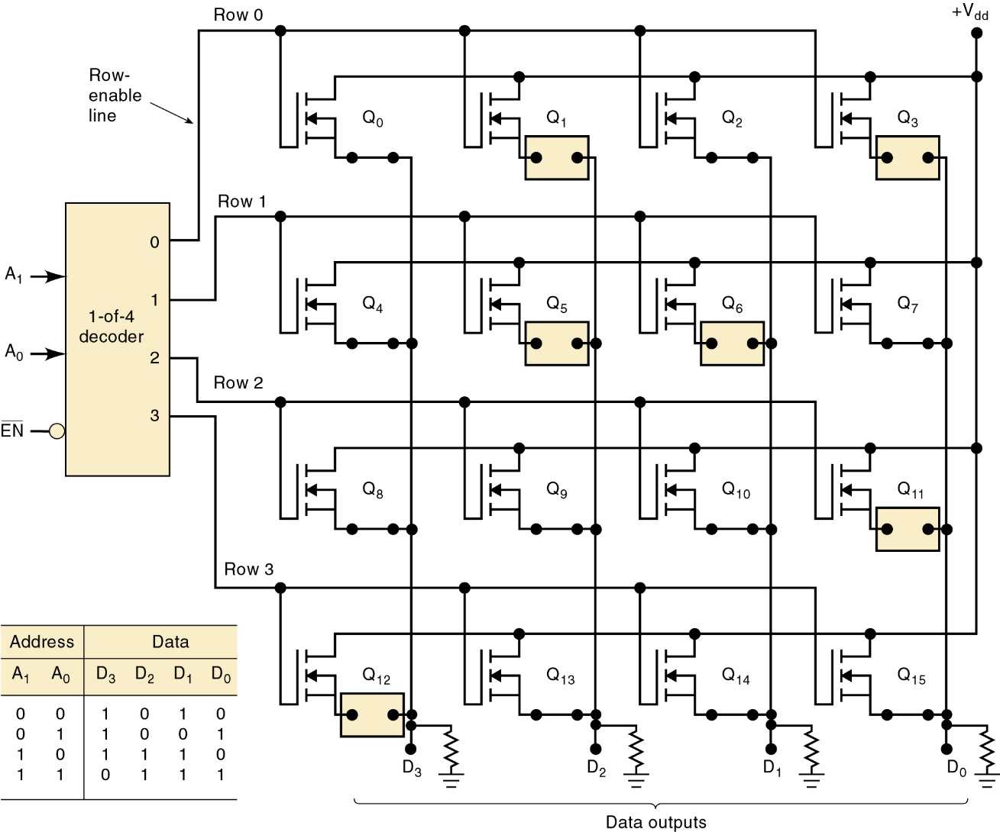 Row 0
+Vdd
Row-
enable
line
Q0
Q1
Q2
Q3
Row 1
0
A1
1
1-of-4
decoder
Q4
Q5
Q6
Q7
A0
2
Row 2
3
EN
Q8
Q9
Q10
Q11
Row 3
Address Data
A1 A0 D3 D2 D1 D0
0 0 1 0 1 0
0 1 1 0 0 1
1 0 1 1 1 0
1 1 0 1 1 1
Q12
Q13
Q14
Q15
D3
D2
D1
D0
Data outputs